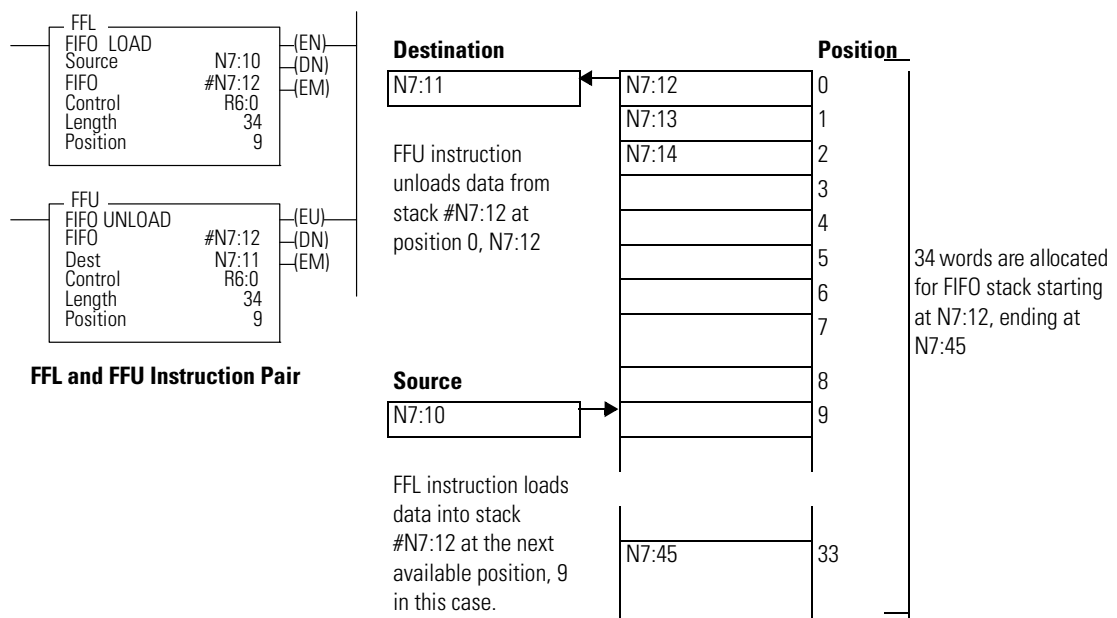 FFL
FIFO LOAD
Source N7:10
FIFO #N7:12
Control R6:0
Length 34
Position 9
(EN)
(DN)
(EM)
FFU
FIFO UNLOAD
FIFO #N7:12
Dest N7:11
Control R6:0
Length 34
Position 9
(EU)
(DN)
(EM)
FFL and FFU Instruction Pair
Destination
N7:11
FFU instruction
unloads data from
stack #N7:12 at
position 0, N7:12
Source
N7:10
FFL instruction loads
data into stack
#N7:12 at the next
available position, 9
in this case.
Position
N7:12 0
N7:13 1
N7:14 2
3
4
5
6
7
8
9
N7:45 33
34 words are allocated
for FIFO stack starting
at N7:12, ending at
N7:45